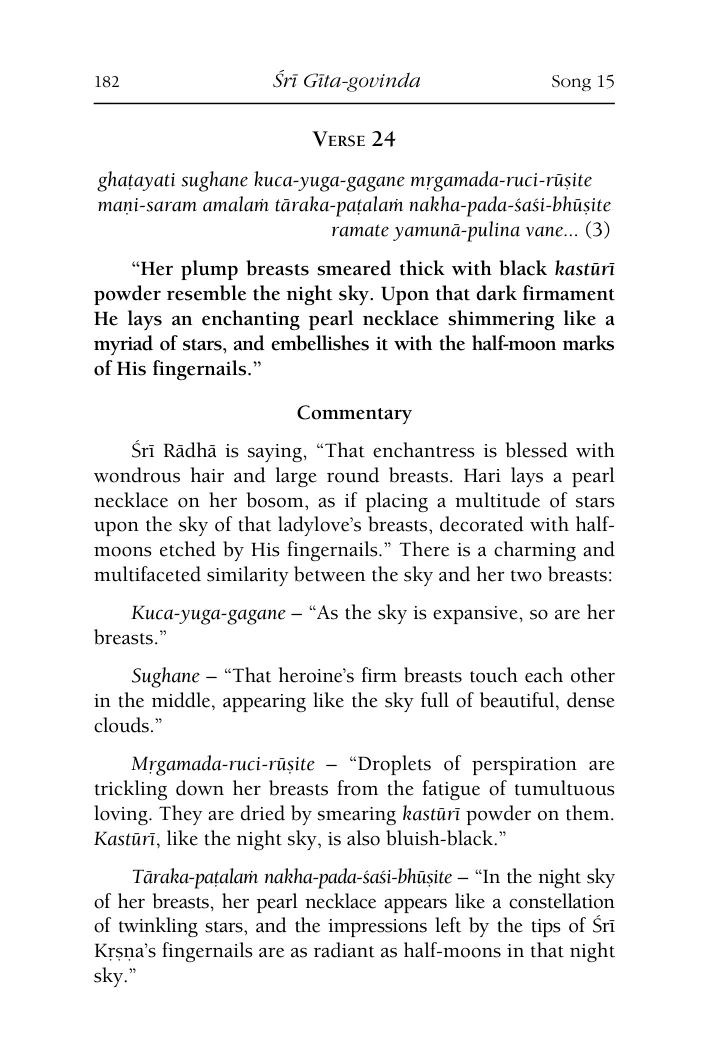 182 Śrī Gīta-govinda Song 15
VERSE 24
ghaṭayati sughane kuca-yuga-gagane mṛgamada-ruci-rūṣite
maṇi-saram amalaṁ tāraka-paṭalaṁ nakha-pada-śaśi-bhūṣite
ramate yamunā-pulina vane... (3)
“Her plump breasts smeared thick with black kastūrī
powder resemble the night sky. Upon that dark firmament
He lays an enchanting pearl necklace shimmering like a
myriad of stars, and embellishes it with the half-moon marks
of His fingernails.”
Commentary
Śrī Rādhā is saying, “That enchantress is blessed with
wondrous hair and large round breasts. Hari lays a pearl
necklace on her bosom, as if placing a multitude of stars
upon the sky of that ladylove’s breasts, decorated with half-
moons etched by His fingernails.” There is a charming and
multifaceted similarity between the sky and her two breasts:
Kuca-yuga-gagane – “As the sky is expansive, so are her
breasts.”
Sughane – “That heroine’s firm breasts touch each other
in the middle, appearing like the sky full of beautiful, dense
clouds.”
Mṛgamada-ruci-rūṣite – “Droplets of perspiration are
trickling down her breasts from the fatigue of tumultuous
loving. They are dried by smearing kastūrī powder on them.
Kastūrī, like the night sky, is also bluish-black.”
Tāraka-paṭalaṁ nakha-pada-śaśi-bhūṣite – “In the night sky
of her breasts, her pearl necklace appears like a constellation
of twinkling stars, and the impressions left by the tips of Śrī
Kṛṣṇa’s fingernails are as radiant as half-moons in that night
sky.”